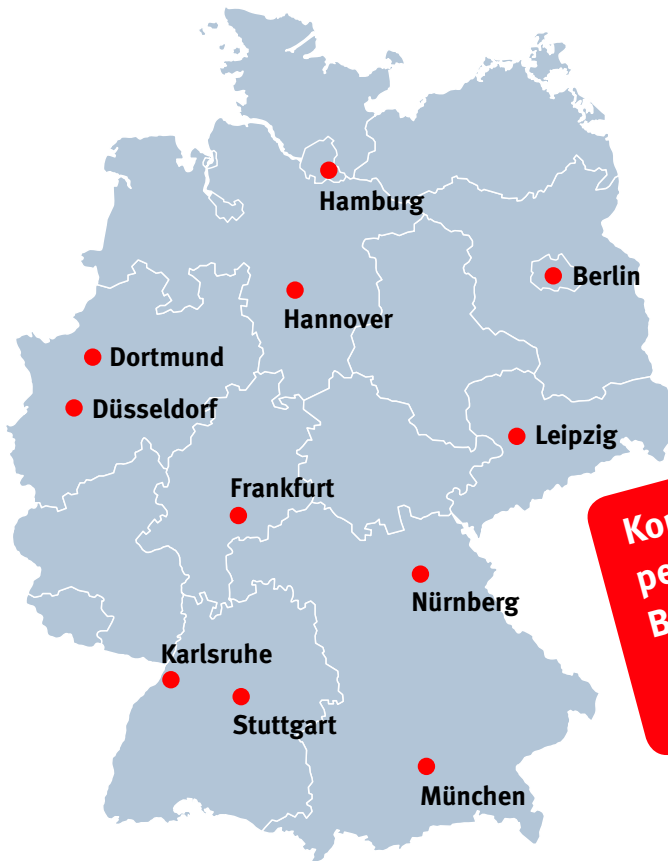 Hamburg
Berlin
Hannover
Dortmund
Düsseldorf
Leipzig
Frankfurt
Nürnberg
Karlsruhe
Stuttgart
München